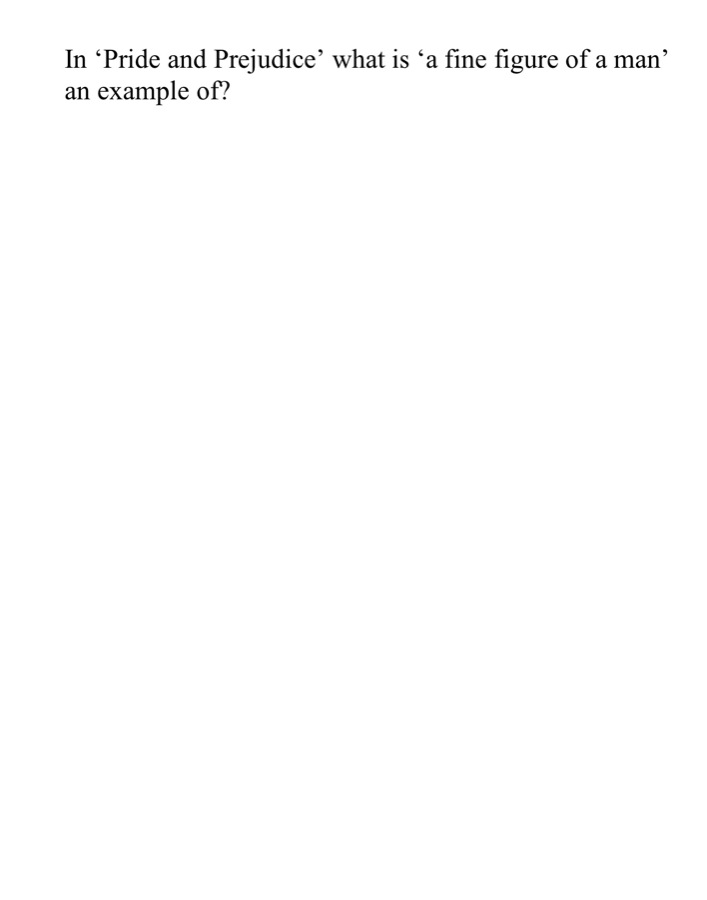 In ‘Pride and Prejudice’ what is ‘a fine figure of a man’
an example of?